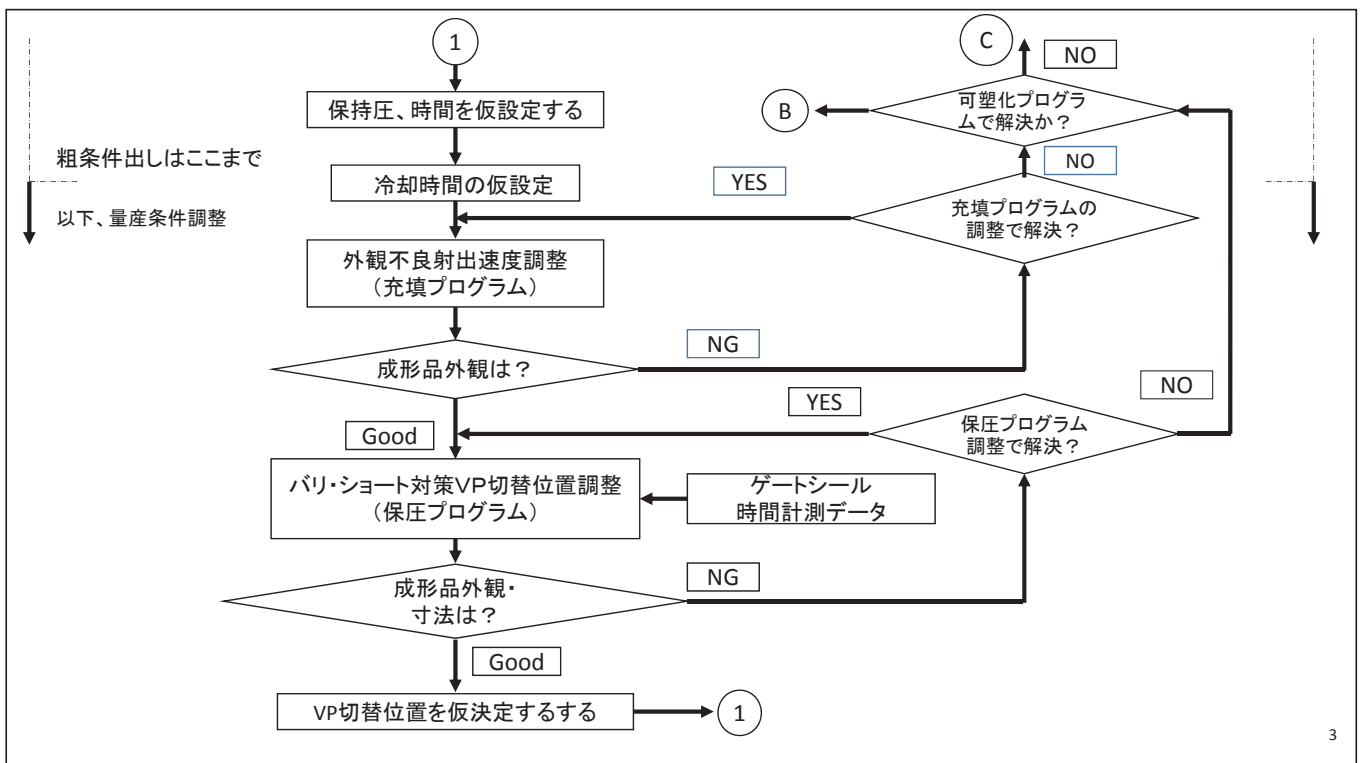 1
保持圧、時間を仮設定する
粗条件出しはここまで
冷却時間の仮設定
以下、量産条件調整
外観不良射出速度調整
(充填プログラム)
成形品外観は？
NG
Good
YES
充填プログラムの
調整で解決？
NO
可塑化プログラ
ムで解決か？
B
NO
C
バリ・ショート対策VP切替位置調整
(保圧プログラム)
ゲートシール
時間計測データ
YES
保圧プログラム
調整で解決？
NO
成形品外観・
寸法は？
NG
Good
VP切替位置を仮決定するする
1
3